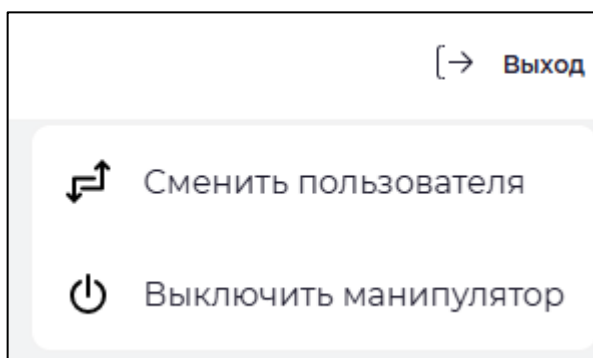 Выход
Сменить пользователя
Выключить манипулятор